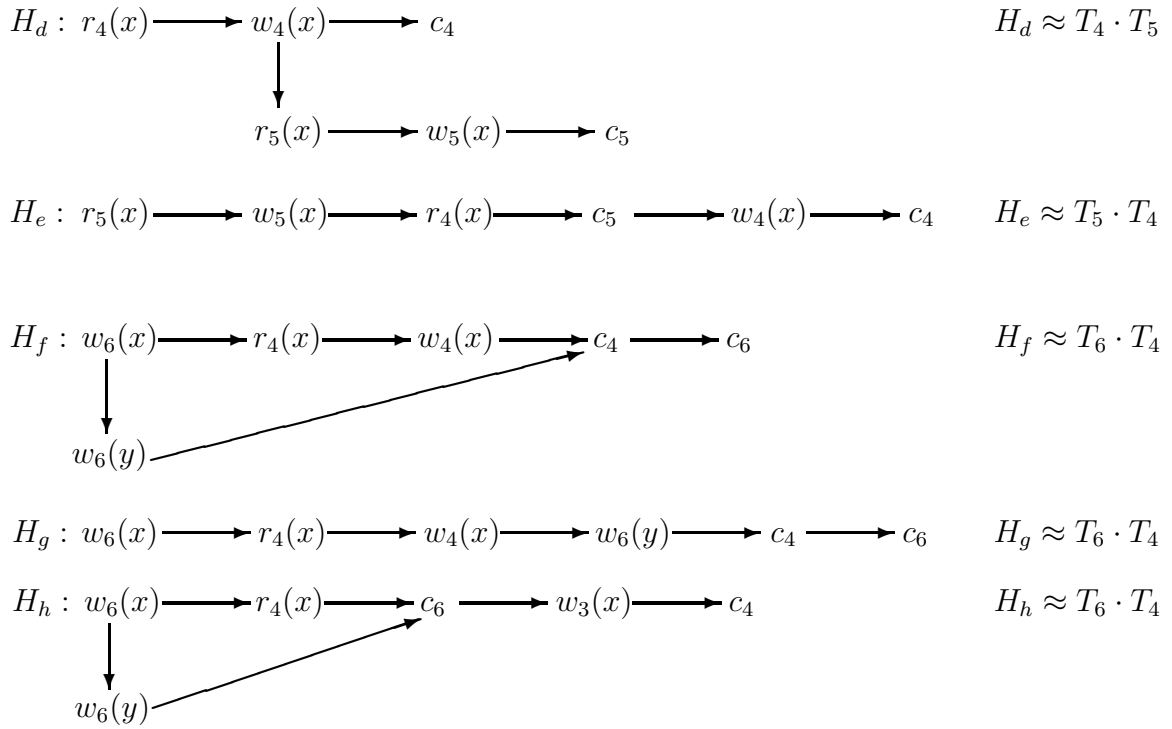 H_d : r_4(x) → w_4(x) → c_4 H_d ≈ T_4 · T_5
r_5(x) → w_5(x) → c_5
H_e : r_5(x) → w_5(x) → r_4(x) → c_5 → w_4(x) → c_4 H_e ≈ T_5 · T_4
H_f : w_6(x) → r_4(x) → w_4(x) → c_4 → c_6 H_f ≈ T_6 · T_4
w_6(y)
H_g : w_6(x) → r_4(x) → w_4(x) → w_6(y) → c_4 → c_6 H_g ≈ T_6 · T_4
H_h : w_6(x) → r_4(x) → c_6 → w_3(x) → c_4 H_h ≈ T_6 · T_4
w_6(y)